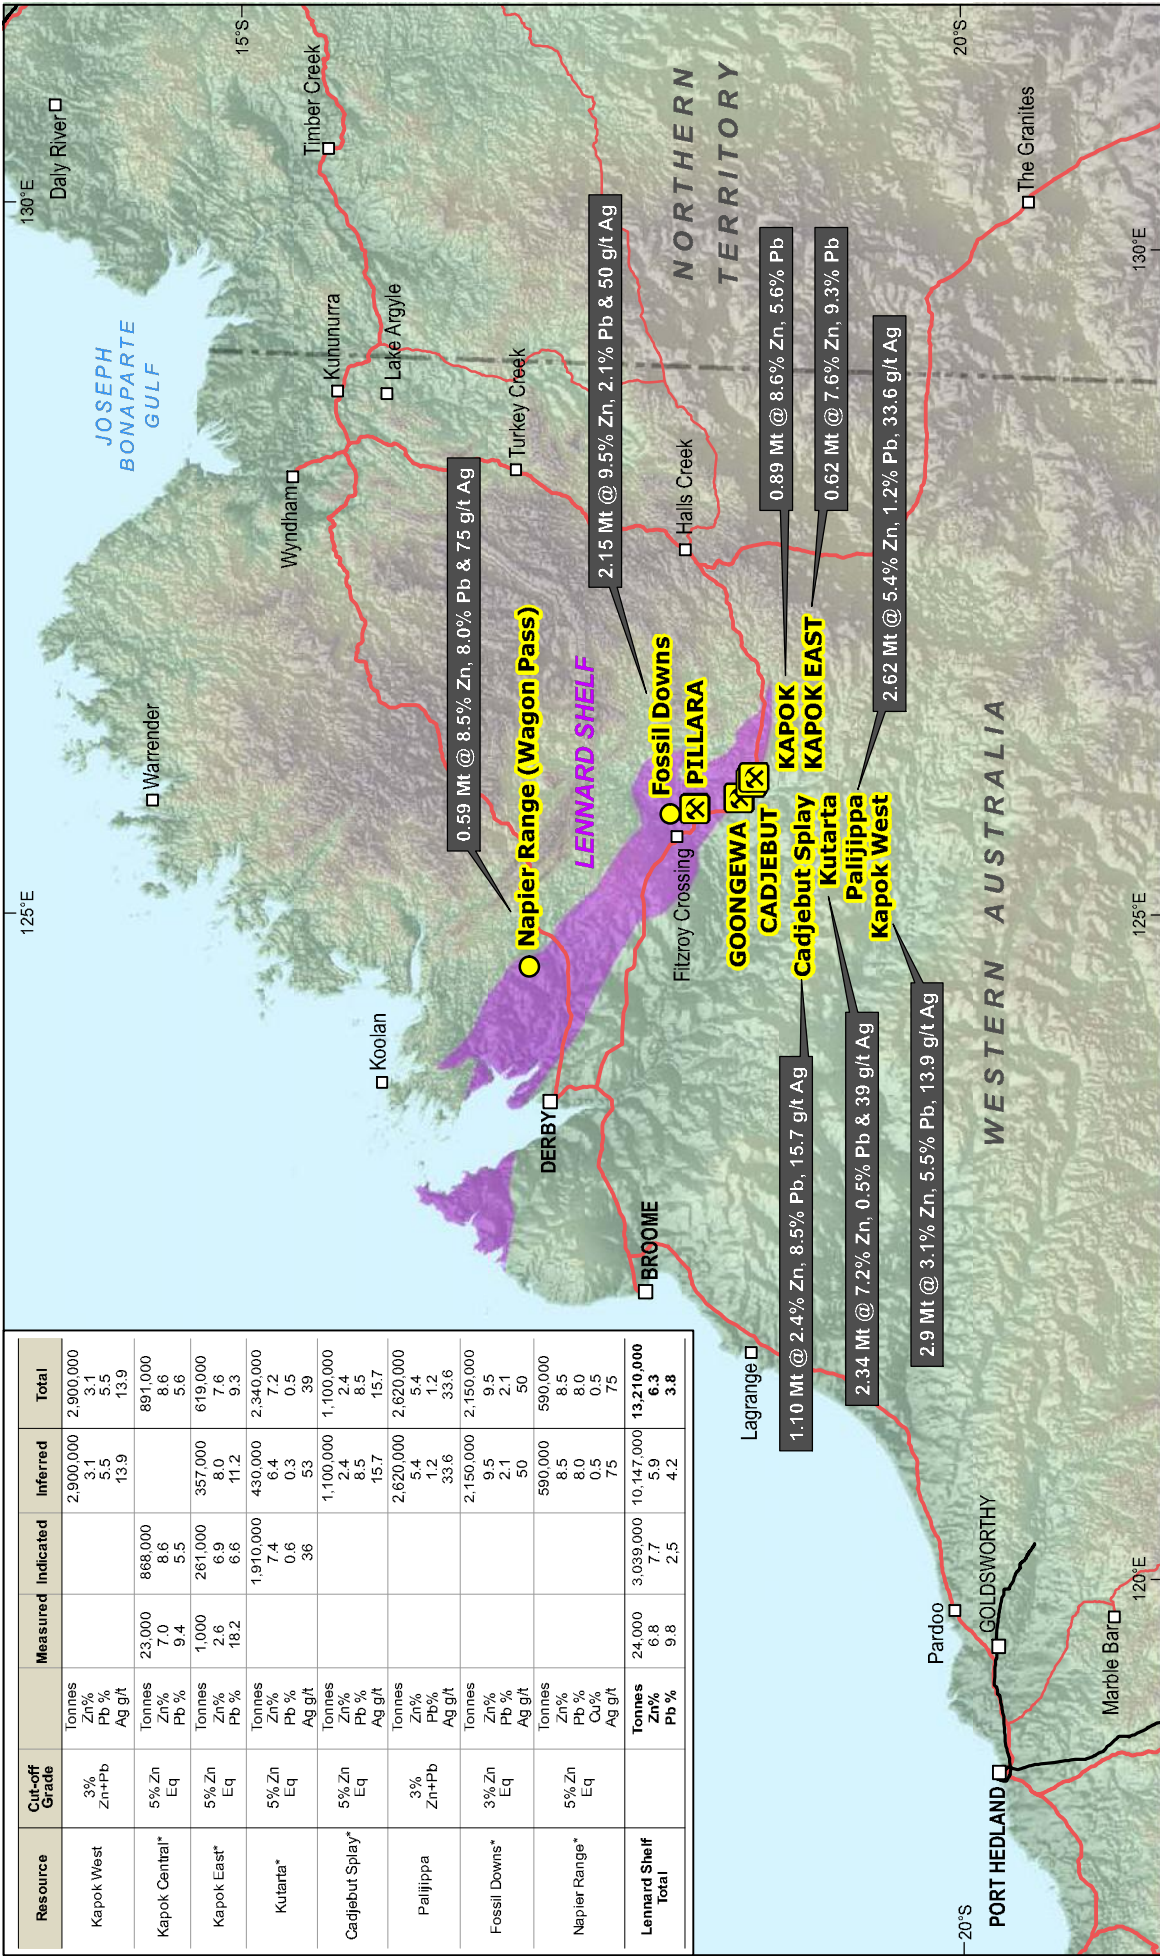 Resource Cut-off Grade Measured Indicated Inferred Total
Kapok West 3% Zn+Pb Tonnes 2,900,000 2,900,000
Zn% 3.1 3.1
Pb % 5.5 5.5
Ag g/t 13.9 13.9
Kapok Central* 5% Zn Eq Tonnes 23,000 868,000 891,000
Zn% 7.0 8.6 8.6
Pb % 9.4 5.5 5.6
Kapok East* 5% Zn Eq Tonnes 1,000 261,000 357,000 619,000
Zn% 2.6 6.9 8.0 7.6
Pb % 18.2 6.6 11.2 9.3
Kutarta* 5% Zn Eq Tonnes 1,910,000 430,000 2,340,000
Zn% 7.4 6.4 7.2
Pb % 0.6 0.3 0.5
Ag g/t 36 53 39
Cadjebut Splay* 5% Zn Eq Tonnes 1,100,000 1,100,000
Zn% 2.4 2.4
Pb % 8.5 8.5
Ag g/t 15.7 15.7
Palijippa 3% Zn+Pb Tonnes 2,620,000 2,620,000
Zn% 5.4 5.4
Pb% 1.2 1.2
Ag g/t 33.6 33.6
Fossil Downs* 3% Zn Eq Tonnes 2,150,000 2,150,000
Zn% 9.5 9.5
Pb % 2.1 2.1
Ag g/t 50 50
Napier Range* 5% Zn Eq Tonnes 590,000 590,000
Zn% 8.5 8.5
Pb % 8.0 8.0
Cu% 0.5 0.5
Ag g/t 75 75
Lennard Shelf Total Tonnes 24,000 3,039,000 10,147,000 13,210,000
Zn% 6.8 7.7 5.9 6.3
Pb % 9.8 2,5 4.2 3.8
125°E
130°E
Daly River
JOSEPH
BONAPARTE
GULF
Warrender
15°S
Wyndham
Timber Creek
Kununurra
Koolan
Lake Argyle
0.59 Mt @ 8.5% Zn, 8.0% Pb & 75 g/t Ag
Turkey Creek
Napier Range (Wagon Pass)
DERBY
LENNARD SHELF
2.15 Mt @ 9.5% Zn, 2.1% Pb & 50 g/t Ag
BROOME
Fossil Downs
Fitzroy Crossing
PILLARA
Halls Creek
NORTHERN
TERRITORY
Lagrange
GOONGEWA
CADJEBUT
KAPOK
0.89 Mt @ 8.6% Zn, 5.6% Pb
KAPOK EAST
0.62 Mt @ 7.6% Zn, 9.3% Pb
1.10 Mt @ 2.4% Zn, 8.5% Pb, 15.7 g/t Ag
Cadjebut Splay
Kutarta
2.34 Mt @ 7.2% Zn, 0.5% Pb & 39 g/t Ag
Palijippa
2.62 Mt @ 5.4% Zn, 1.2% Pb, 33.6 g/t Ag
Kapok West
2.9 Mt @ 3.1% Zn, 5.5% Pb, 13.9 g/t Ag
Pardoo
20°S
20°S
GOLDSWORTHY
WESTERN AUSTRALIA
PORT HEDLAND
The Granites
Marble Bar
120°E
125°E
130°E